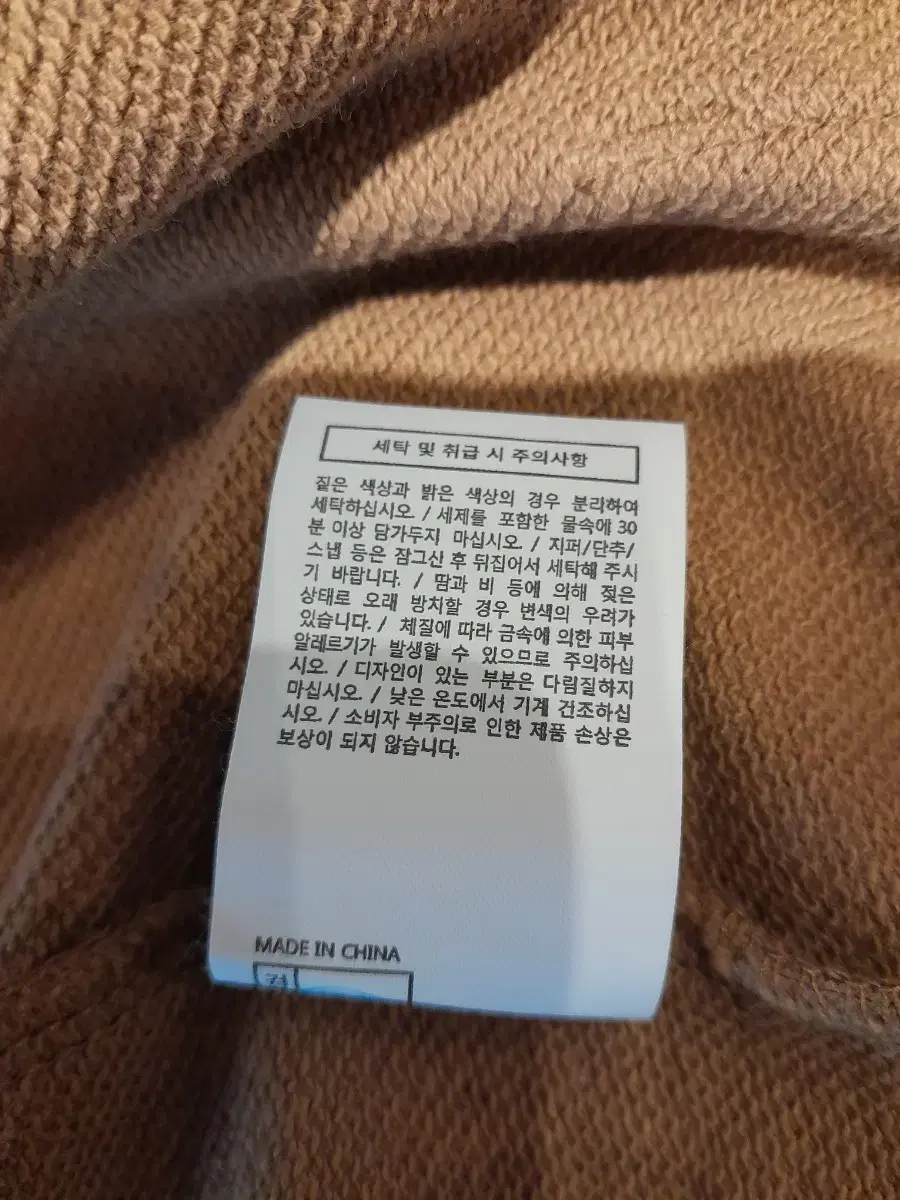 세탁 및 취급 시 주의사항
짙은 색상과 밝은 색상의 경우 분리하여
세탁하십시오. / 세제를 포함한 물속에 30
분 이상 담가두지 마십시오. / 지퍼/단추/
스냅 등은 잠그신 후 뒤집어서 세탁해 주시
기 바랍니다. / 땀과 비 등에 의해 젖은
상태로 오래 방치할 경우 변색의 우려가
있습니다. / 체질에 따라 금속에 의한 피부
알레르기가 발생할 수 있으므로 주의하십
시오. / 디자인이 있는 부분은 다림질하지
마십시오. / 낮은 온도에서 기계 건조하십
시오. / 소비자 부주의로 인한 제품 손상은
보상이 되지 않습니다.
MADE IN CHINA